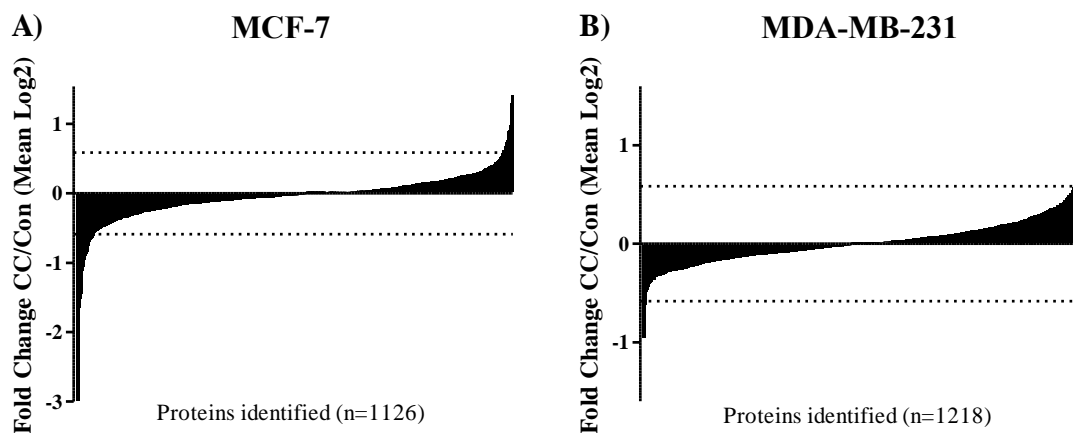 A)
MCF-7
Fold Change CC/Con (Mean Log2)
1
0
-1
-2
-3
Proteins identified (n=1126)
B)
MDA-MB-231
Fold Change CC/Con (Mean Log2)
1
0
-1
Proteins identified (n=1218)